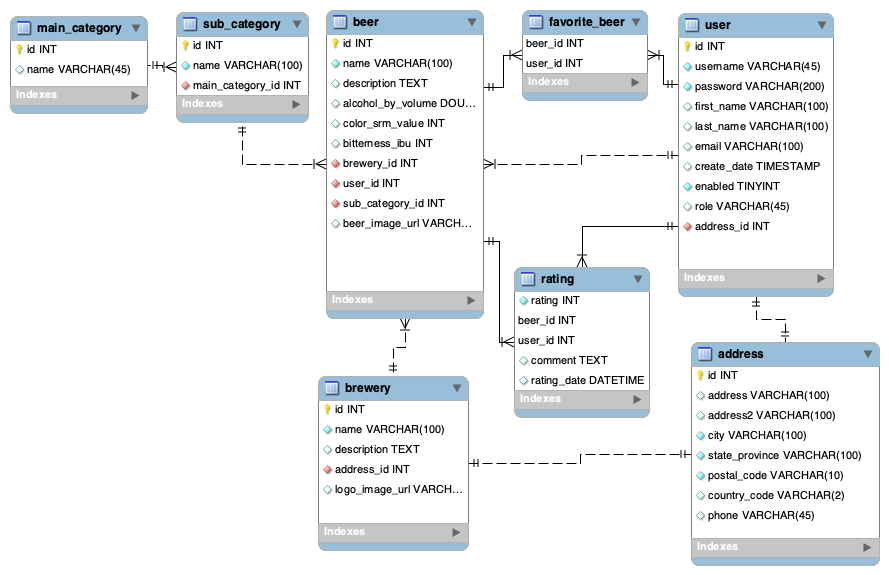 main_category
id INT
name VARCHAR(45)
Indexes
sub_category
id INT
name VARCHAR(100)
main_category_id INT
Indexes
beer
id INT
name VARCHAR(100)
description TEXT
alcohol_by_volume DOU...
color_srm_value INT
bitterness_ibu INT
brewery_id INT
user_id INT
sub_category_id INT
beer_image_url VARCH...
Indexes
favorite_beer
beer_id INT
user_id INT
Indexes
user
id INT
username VARCHAR(45)
password VARCHAR(200)
first_name VARCHAR(100)
last_name VARCHAR(100)
email VARCHAR(100)
create_date TIMESTAMP
enabled TINYINT
role VARCHAR(45)
address_id INT
Indexes
rating
rating INT
beer_id INT
user_id INT
comment TEXT
rating_date DATETIME
Indexes
brewery
id INT
name VARCHAR(100)
description TEXT
address_id INT
logo_image_url VARCH...
Indexes
address
id INT
address VARCHAR(100)
address2 VARCHAR(100)
city VARCHAR(100)
state_province VARCHAR(100)
postal_code VARCHAR(10)
country_code VARCHAR(2)
phone VARCHAR(45)
Indexes